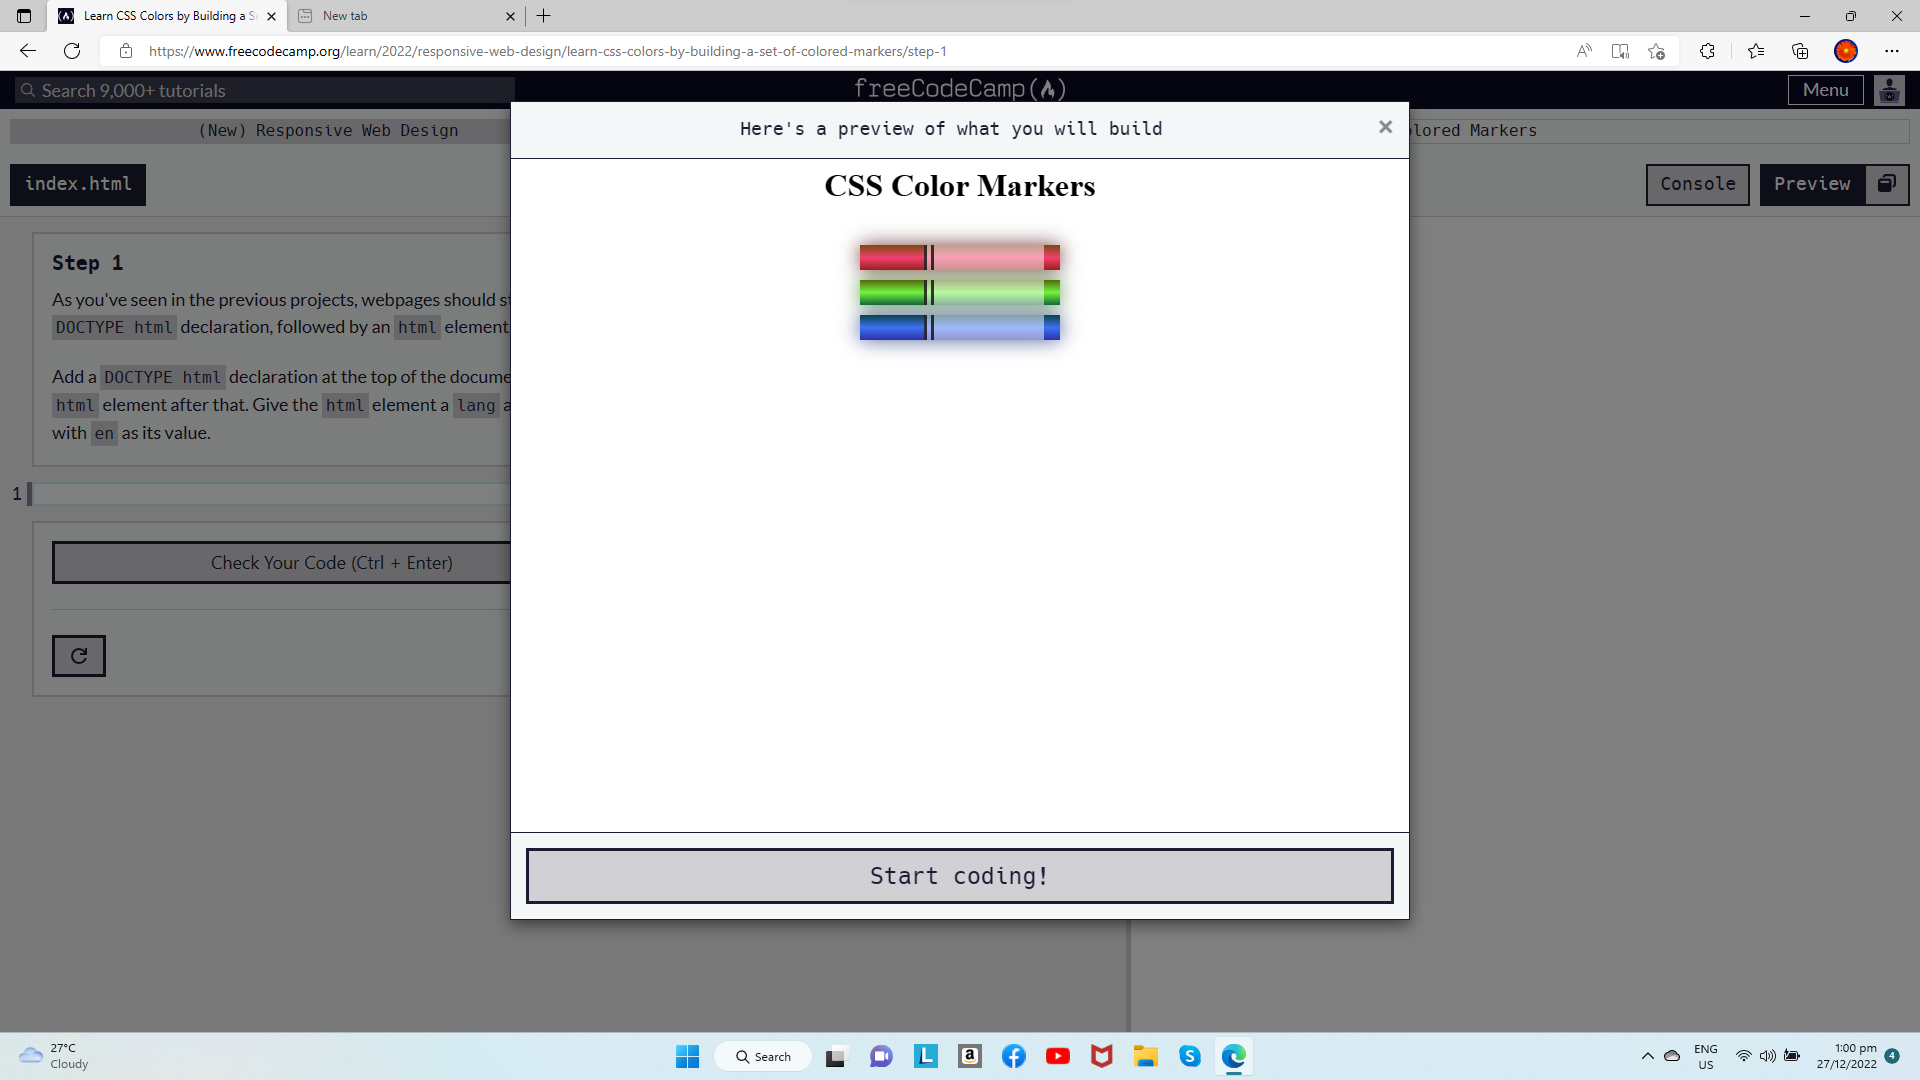 Learn CSS Colors by Building a S
New tab
https://www.freecodecamp.org/learn/2022/responsive-web-design/learn-css-colors-by-building-a-set-of-colored-markers/step-1
Search 9,000+ tutorials
freeCodeCamp
Menu
(New) Responsive Web Design
Here's a preview of what you will build
lored Markers
index.html
Console
Preview
CSS Color Markers
Step 1
As you've seen in the previous projects, webpages should st
DOCTYPE html declaration, followed by an html element
Add a DOCTYPE html declaration at the top of the docume
html element after that. Give the html element a lang a
with en as its value.
1
Check Your Code (Ctrl + Enter)
Start coding!
27°C
Cloudy
Search
ENG
US
1:00 pm
27/12/2022
4